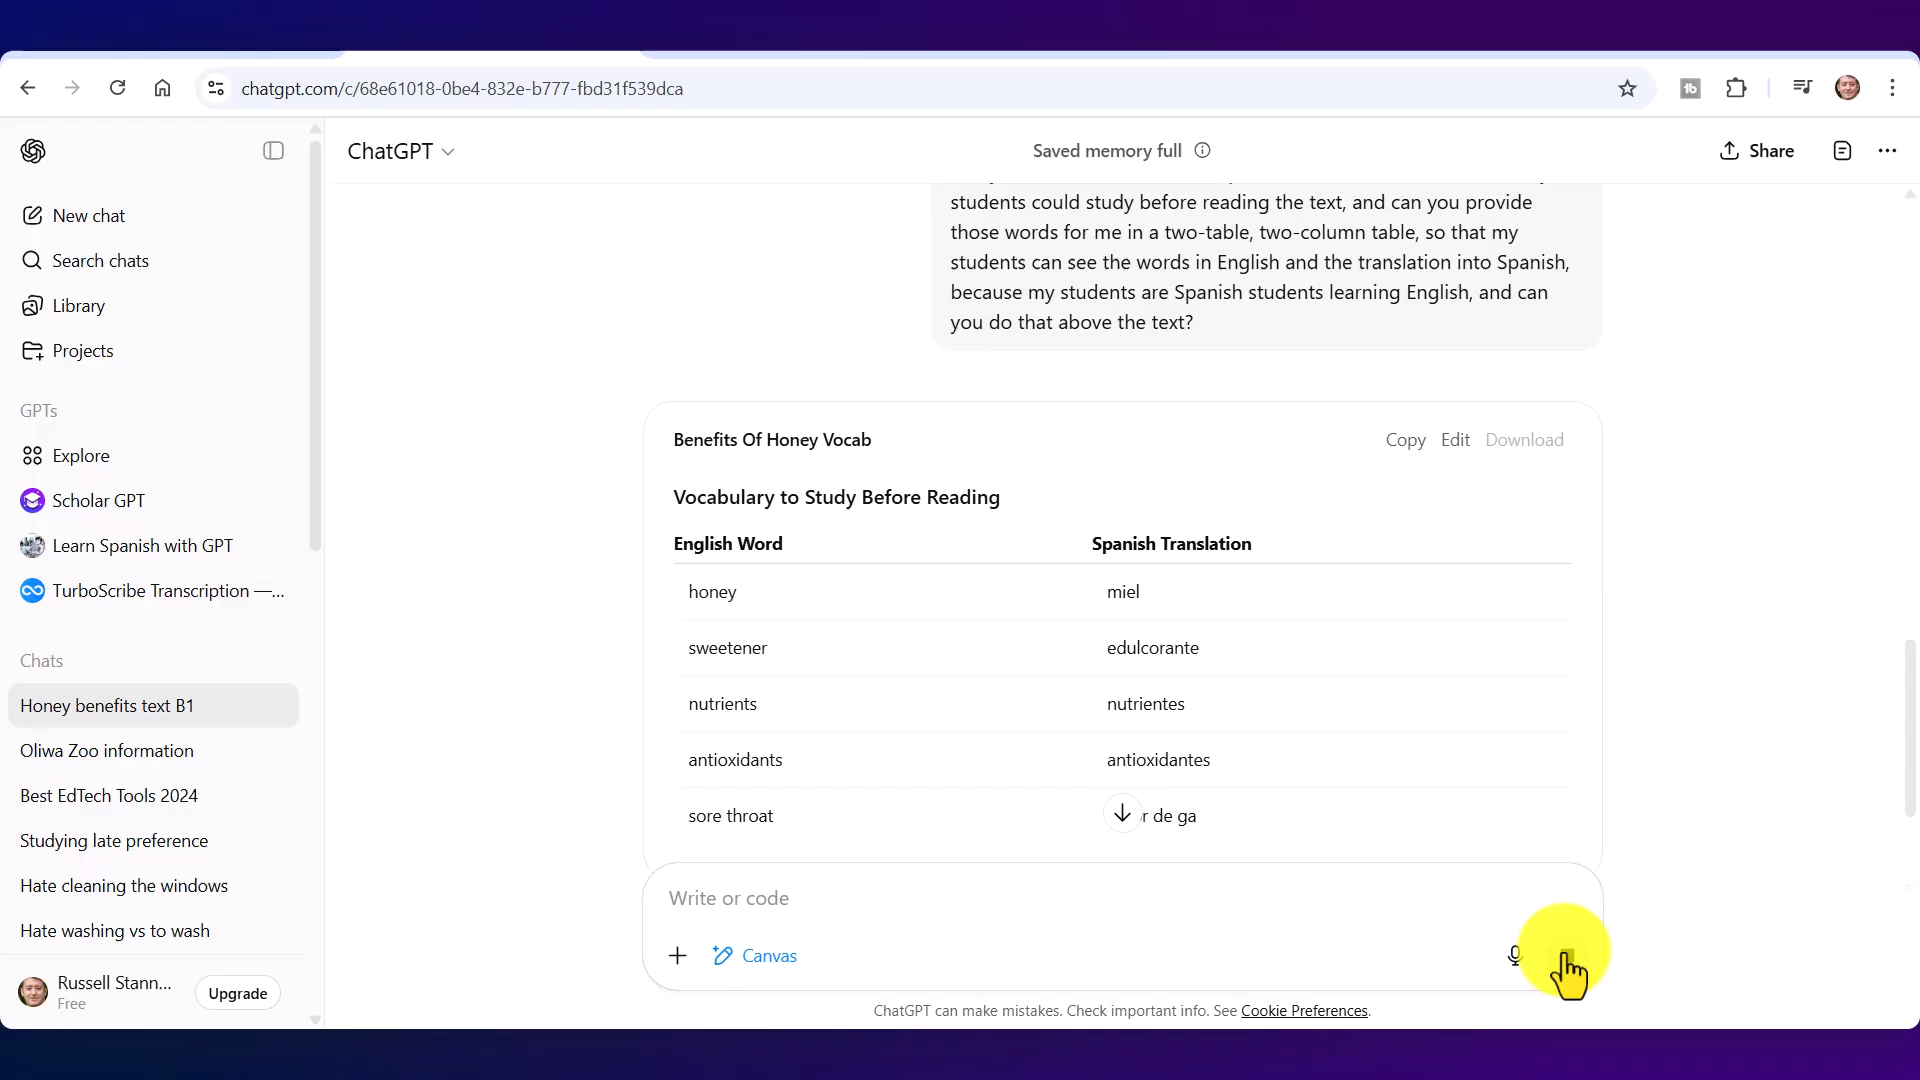 chatgpt.com/c/68e61018-0be4-832e-b777-fbd31f539dca
ChatGPT
Saved memory full
Share
New chat
Search chats
Library
Projects
GPTs
Explore
Scholar GPT
Learn Spanish with GPT
TurboScribe Transcription —...
Chats
Honey benefits text B1
Oliwa Zoo information
Best EdTech Tools 2024
Studying late preference
Hate cleaning the windows
Hate washing vs to wash
Russell Stann...
Free
Upgrade
students could study before reading the text, and can you provide
those words for me in a two-table, two-column table, so that my
students can see the words in English and the translation into Spanish,
because my students are Spanish students learning English, and can
you do that above the text?
Benefits Of Honey Vocab
Copy Edit Download
Vocabulary to Study Before Reading
English Word Spanish Translation
honey miel
sweetener edulcorante
nutrients nutrientes
antioxidants antioxidantes
sore throat r de ga
Write or code
Canvas
ChatGPT can make mistakes. Check important info. See Cookie Preferences.